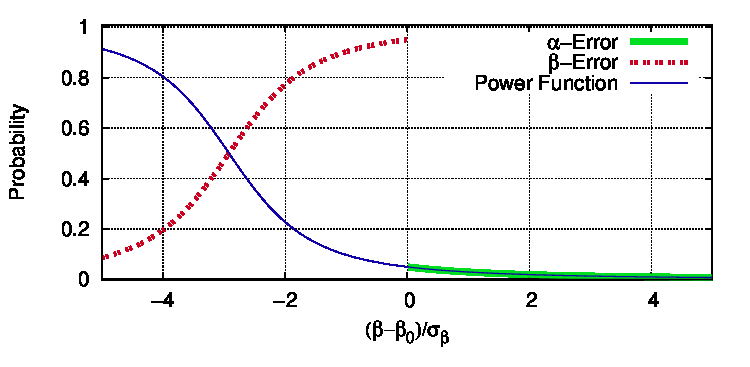 1
0.8
0.6
0.4
0.2
0
Probability
α−Error
β−Error
Power Function
−4 −2 0 2 4
(β−β₀)/σᵦ